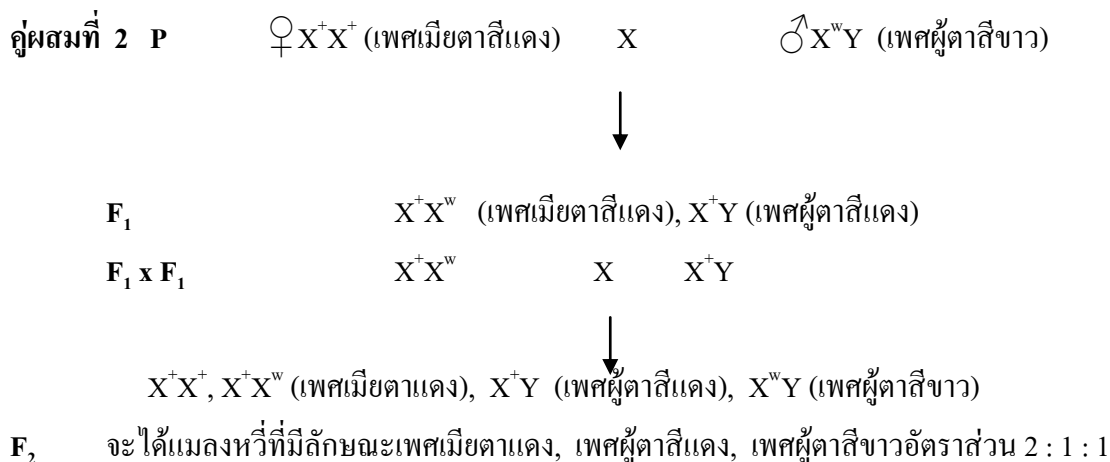 คู่ผสมที่ 2 P ♀ X⁺X⁺ (เพศเมียตาสีแดง) X ♂ XʷY (เพศผู้ตาสีขาว)
F₁ X⁺Xʷ (เพศเมียตาสีแดง), X⁺Y (เพศผู้ตาสีแดง)
F₁ x F₁ X⁺Xʷ X X⁺Y
X⁺X⁺, X⁺Xʷ (เพศเมียตาแดง), X⁺Y (เพศผู้ตาสีแดง), XʷY (เพศผู้ตาสีขาว)
F₂ จะได้แมลงหวี่ที่มีลักษณะเพศเมียตาแดง, เพศผู้ตาสีแดง, เพศผู้ตาสีขาวอัตราส่วน 2 : 1 : 1